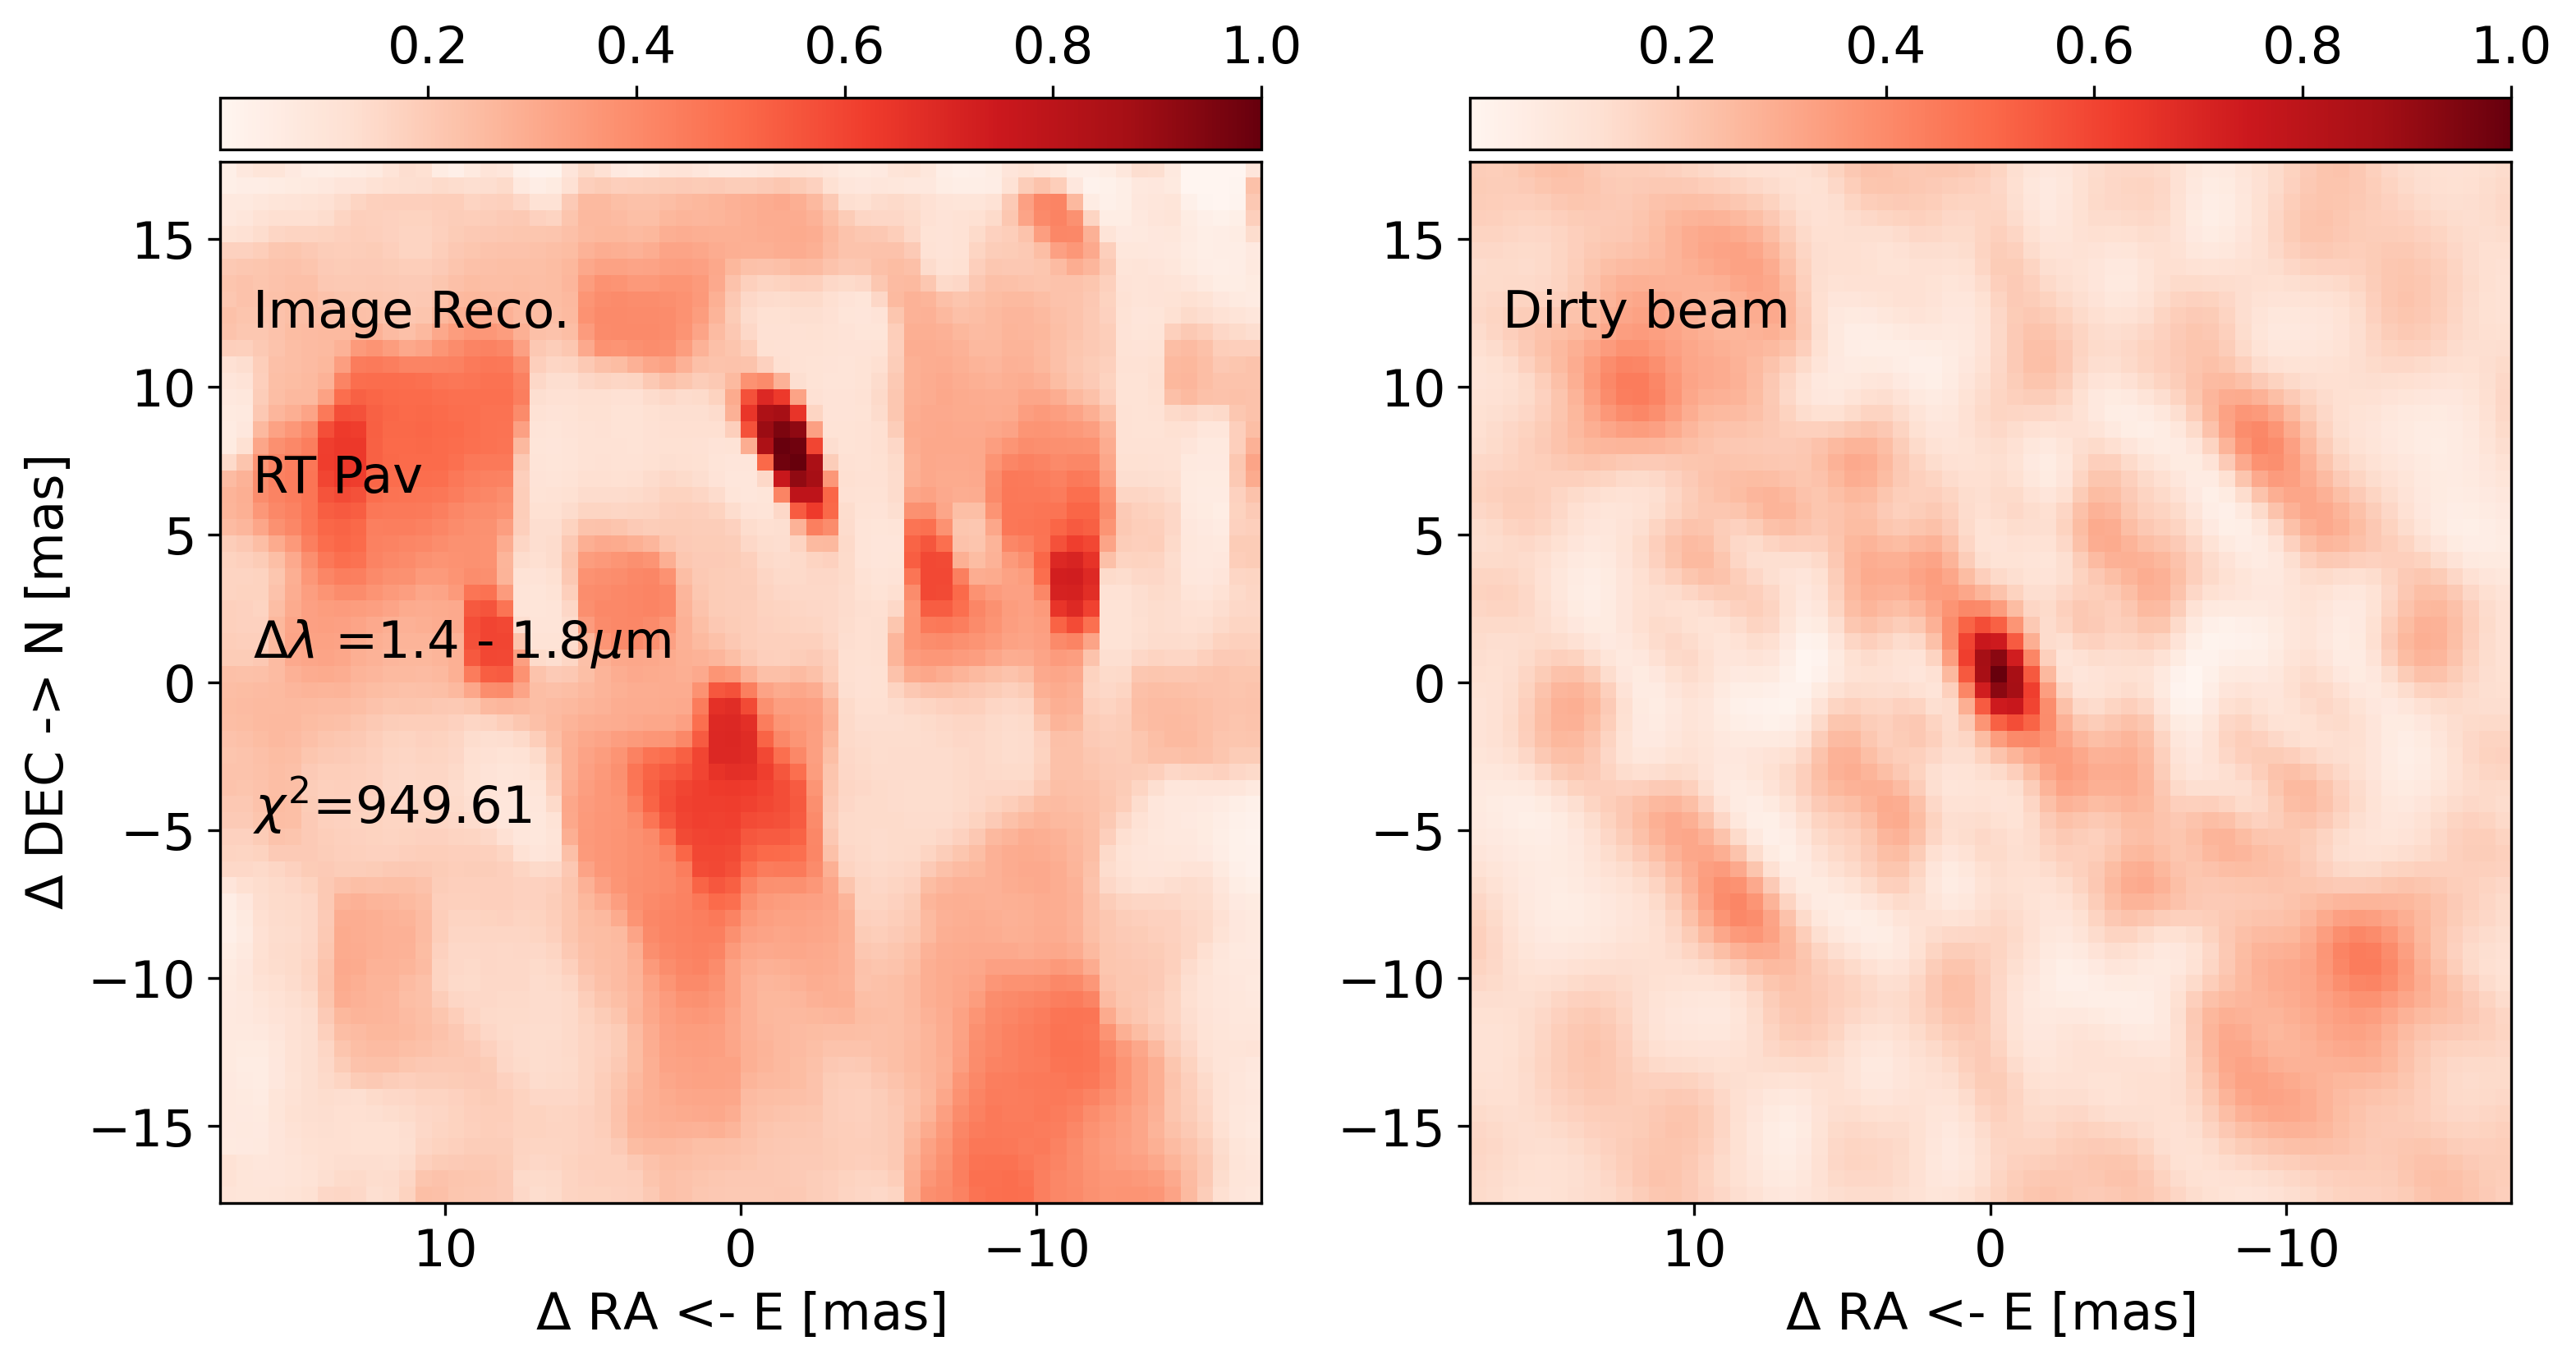 0.2 0.4 0.6 0.8 1.0
0.2 0.4 0.6 0.8 1.0
Image Reco.
RT Pav
Δλ =1.4 - 1.8μm
χ²=949.61
Dirty beam
15
10
5
0
−5
−10
−15
15
10
5
0
−5
−10
−15
10 0 −10
10 0 −10
Δ DEC -> N [mas]
Δ RA <- E [mas]
Δ RA <- E [mas]